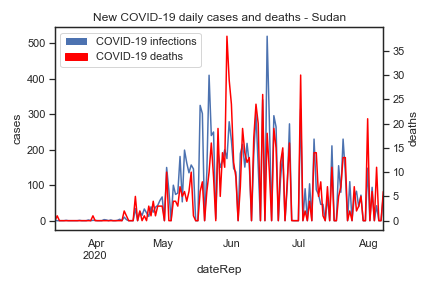 New COVID-19 daily cases and deaths - Sudan
COVID-19 infections
COVID-19 deaths
500
400
300
200
100
0
cases
35
30
25
20
15
10
5
0
deaths
Apr
2020
May
Jun
Jul
Aug
dateRep